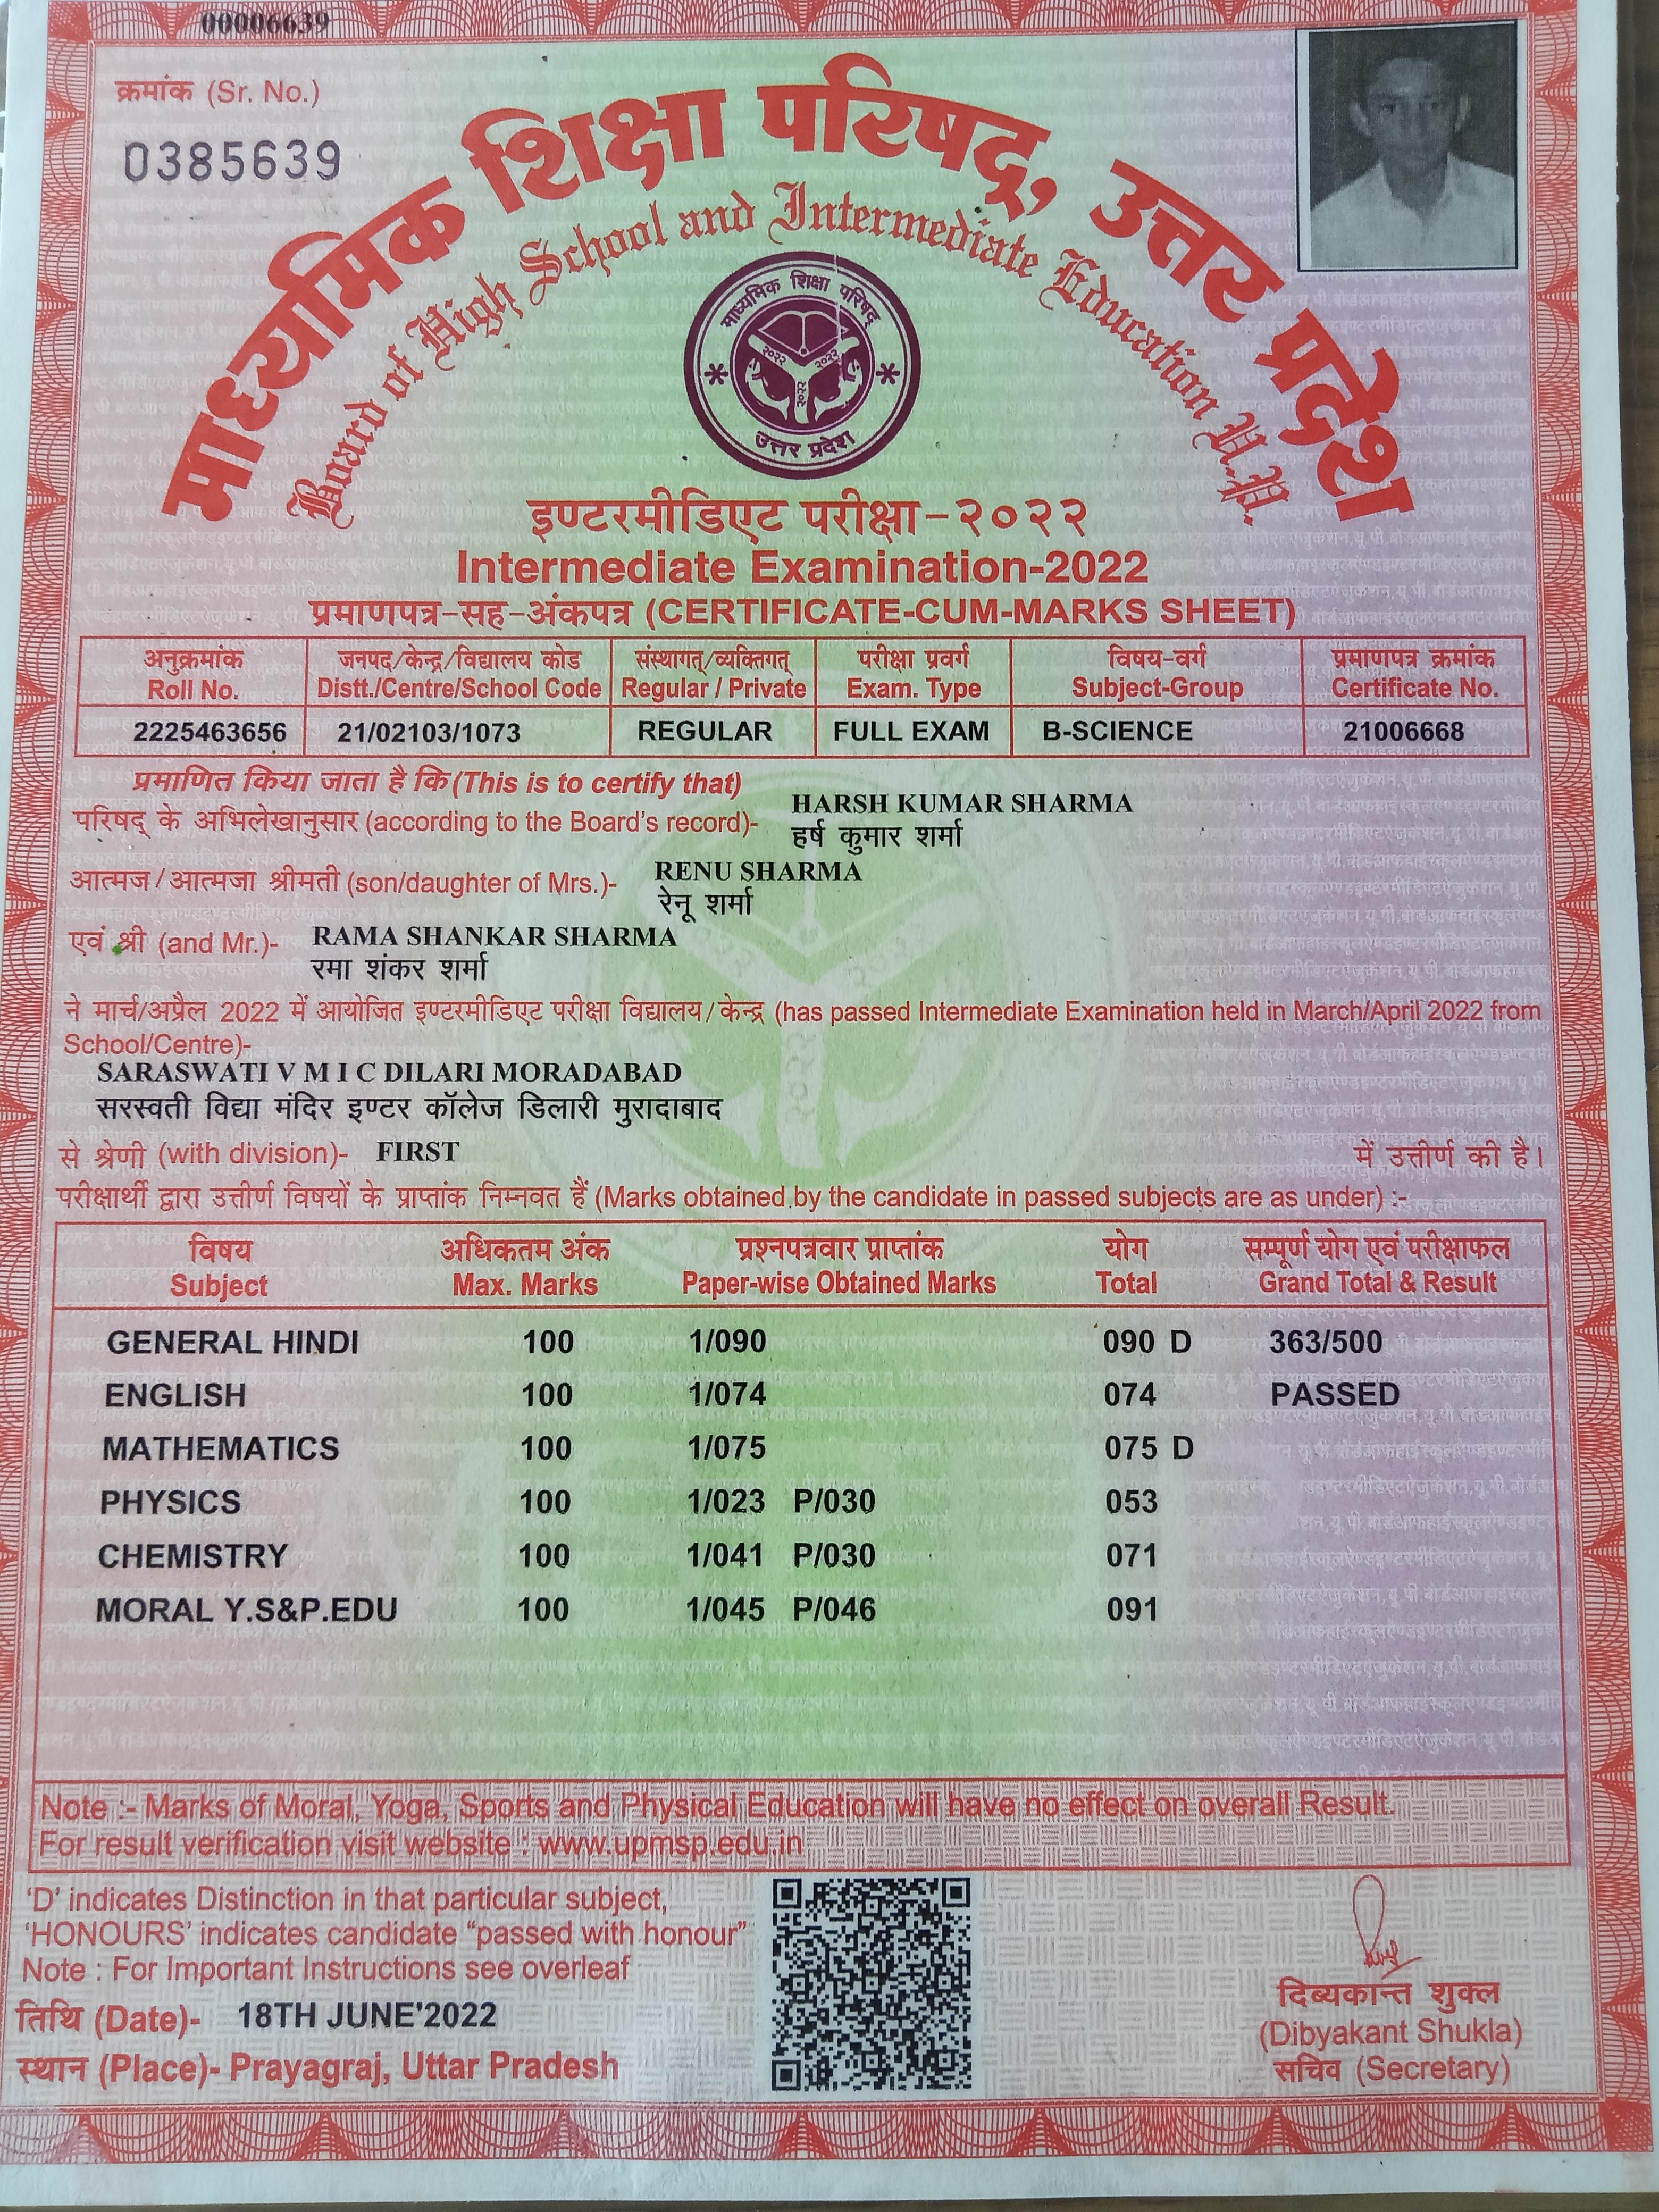 00006639
क्रमांक (Sr. No.)
0385639
माध्यमिक शिक्षा परिषद्, उत्तर प्रदेश
Board of High School and Intermediate Education U.P.
माध्यमिक शिक्षा परिषद्
२०२२ २०२२
२०२२
उत्तर प्रदेश
इण्टरमीडिएट परीक्षा-२०२२
Intermediate Examination-2022
प्रमाणपत्र-सह-अंकपत्र (CERTIFICATE-CUM-MARKS SHEET)
अनुक्रमांक जनपद/केन्द्र/विद्यालय कोड संस्थागत्/व्यक्तिगत् परीक्षा प्रवर्ग विषय-वर्ग प्रमाणपत्र क्रमांक
Roll No. Distt./Centre/School Code Regular / Private Exam. Type Subject-Group Certificate No.
2225463656 21/02103/1073 REGULAR FULL EXAM B-SCIENCE 21006668
प्रमाणित किया जाता है कि (This is to certify that)
परिषद् के अभिलेखानुसार (according to the Board's record)- HARSH KUMAR SHARMA
हर्ष कुमार शर्मा
आत्मज/आत्मजा श्रीमती (son/daughter of Mrs.)- RENU SHARMA
रेनू शर्मा
एवं श्री (and Mr.)- RAMA SHANKAR SHARMA
रमा शंकर शर्मा
ने मार्च/अप्रैल 2022 में आयोजित इण्टरमीडिएट परीक्षा विद्यालय/केन्द्र (has passed Intermediate Examination held in March/April 2022 from
School/Centre)-
SARASWATI V M I C DILARI MORADABAD
सरस्वती विद्या मंदिर इण्टर कॉलेज डिलारी मुरादाबाद
से श्रेणी (with division)- FIRST में उत्तीर्ण की है।
परीक्षार्थी द्वारा उत्तीर्ण विषयों के प्राप्तांक निम्नवत हैं (Marks obtained by the candidate in passed subjects are as under) :-
विषय अधिकतम अंक प्रश्नपत्रवार प्राप्तांक योग सम्पूर्ण योग एवं परीक्षाफल
Subject Max. Marks Paper-wise Obtained Marks Total Grand Total & Result
GENERAL HINDI 100 1/090 090 D 363/500
ENGLISH 100 1/074 074 PASSED
MATHEMATICS 100 1/075 075 D
PHYSICS 100 1/023 P/030 053
CHEMISTRY 100 1/041 P/030 071
MORAL Y.S&P.EDU 100 1/045 P/046 091
Note :- Marks of Moral, Yoga, Sports and Physical Education will have no effect on overall Result.
For result verification visit website : www.upmsp.edu.in
'D' indicates Distinction in that particular subject,
'HONOURS' indicates candidate "passed with honour"
Note : For Important Instructions see overleaf
तिथि (Date)- 18TH JUNE'2022
स्थान (Place)- Prayagraj, Uttar Pradesh
दिब्यकान्त शुक्ल
(Dibyakant Shukla)
सचिव (Secretary)